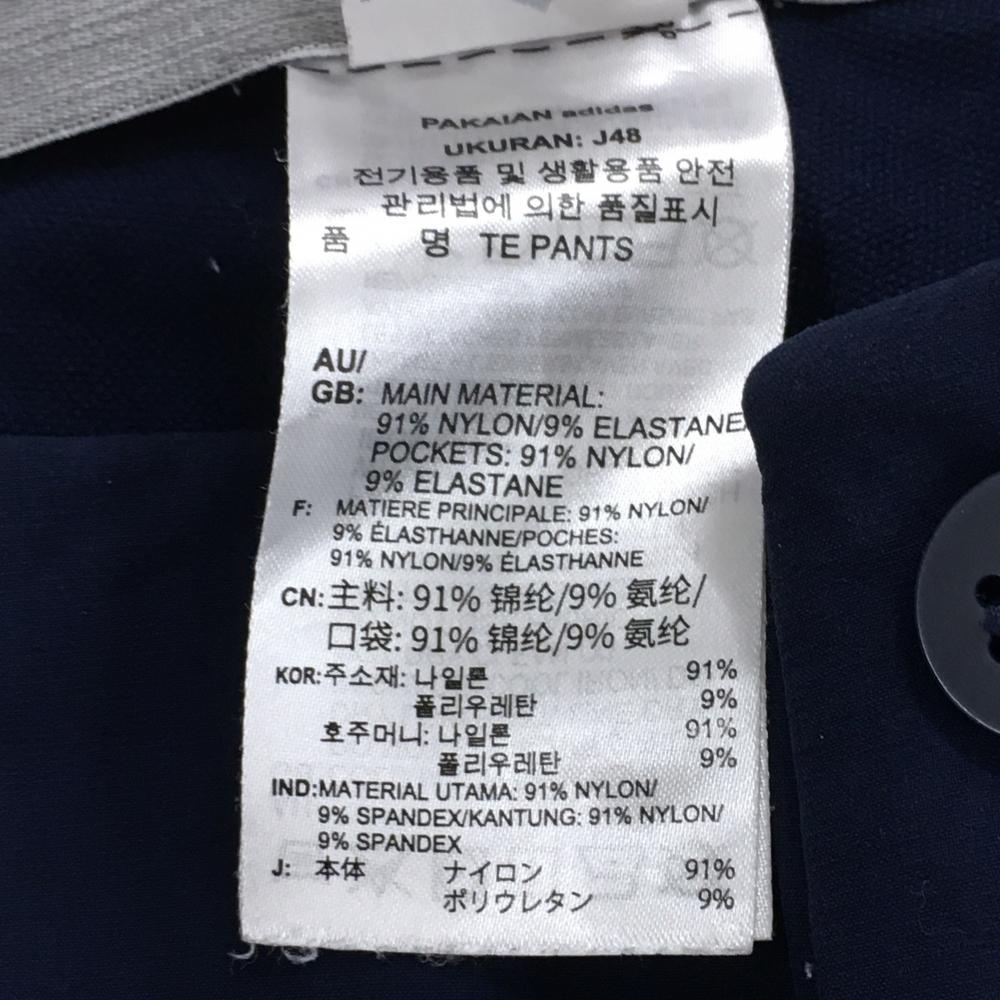 PAKAIAN adidas
UKURAN: J48
전기용품 및 생활용품 안전
관리법에 의한 품질표시
품 명 TE PANTS
AU/
GB: MAIN MATERIAL:
91% NYLON/9% ELASTANE/
POCKETS: 91% NYLON/
9% ELASTANE
F: MATIERE PRINCIPALE: 91% NYLON/
9% ÉLASTHANNE/POCHES:
91% NYLON/9% ÉLASTHANNE
CN: 主料: 91% 锦纶/9% 氨纶/
口袋: 91% 锦纶/9% 氨纶
KOR: 주소재: 나일론 91%
폴리우레탄 9%
호주머니: 나일론 91%
폴리우레탄 9%
IND: MATERIAL UTAMA: 91% NYLON/
9% SPANDEX/KANTUNG: 91% NYLON/
9% SPANDEX
J: 本体 ナイロン 91%
ポリウレタン 9%